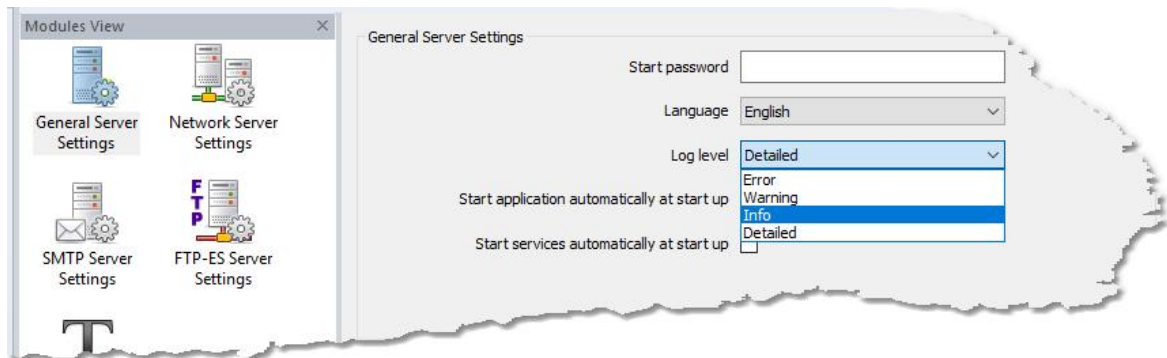 Modules View
General Server
Settings
Network Server
Settings
SMTP Server
Settings
FTP
FTP-ES Server
Settings
T
General Server Settings
Start password
Language English
Log level Detailed
Error
Warning
Info
Detailed
Start application automatically at start up
Start services automatically at start up